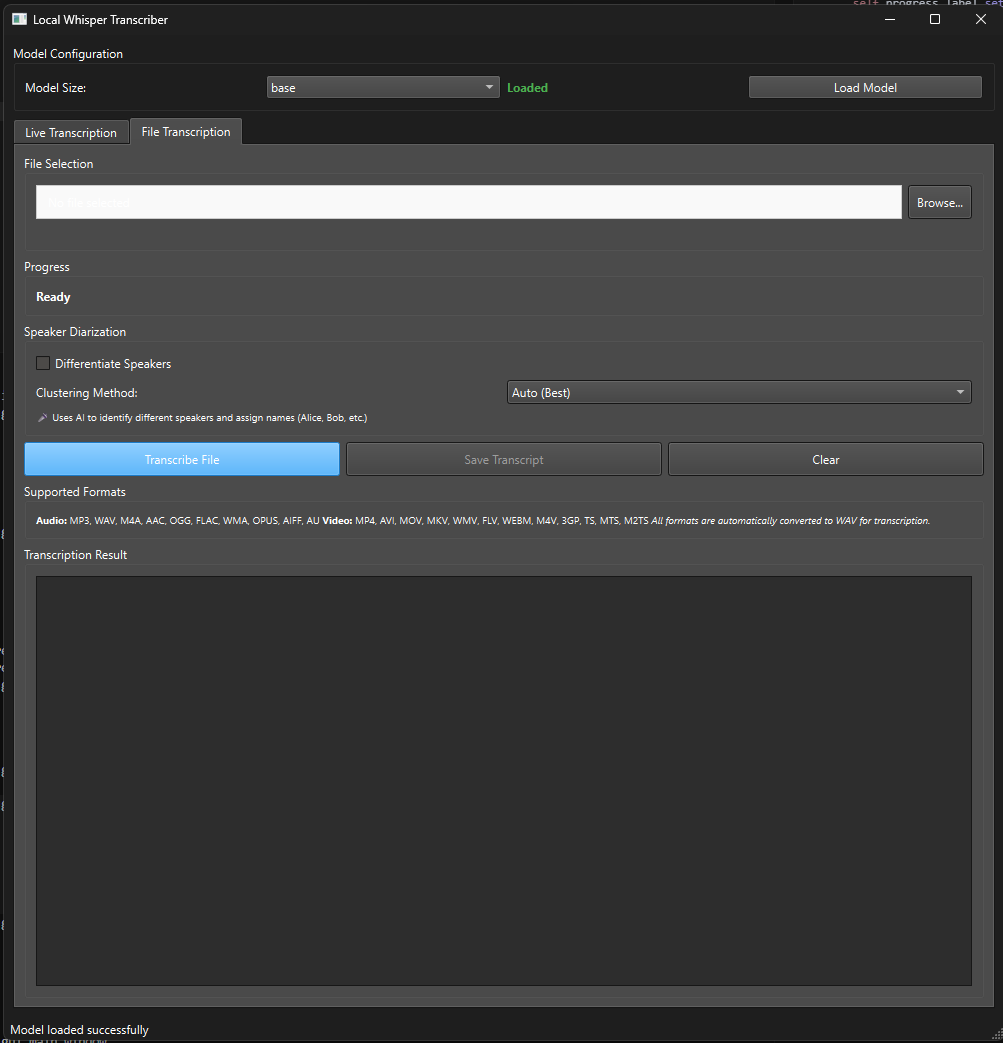 self.progress_label.set
Local Whisper Transcriber
Model Configuration
Model Size:
base
Loaded
Load Model
Live Transcription
File Transcription
File Selection
Browse...
Progress
Ready
Speaker Diarization
Differentiate Speakers
Clustering Method:
Auto (Best)
Uses AI to identify different speakers and assign names (Alice, Bob, etc.)
Transcribe File
Save Transcript
Clear
Supported Formats
Audio: MP3, WAV, M4A, AAC, OGG, FLAC, WMA, OPUS, AIFF, AU Video: MP4, AVI, MOV, MKV, WMV, FLV, WEBM, M4V, 3GP, TS, MTS, M2TS All formats are automatically converted to WAV for transcription.
Transcription Result
Model loaded successfully